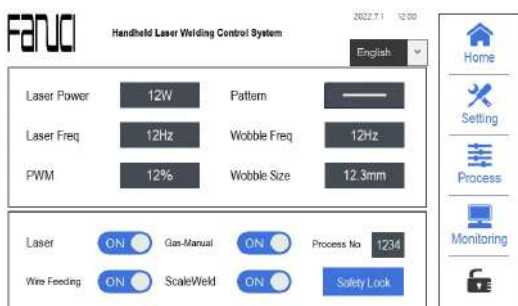 Fanuci
Handheld Laser Welding Control System
2022.7.1 12:00
English
Laser Power 12W Pattern
Laser Freq 12Hz Wobble Freq 12Hz
PWM 12% Wobble Size 12.3mm
Laser ON Gas-Manual ON Process No 1234
Wire Feeding ON ScaleWeld ON Safety Lock
Home
Setting
Process
Monitoring